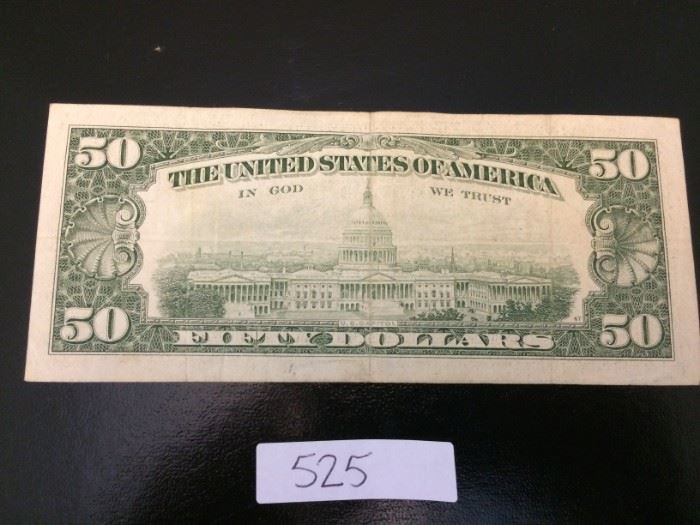 50 50
THE UNITED STATES OF AMERICA
IN GOD WE TRUST
50 50
FIFTY DOLLARS
525